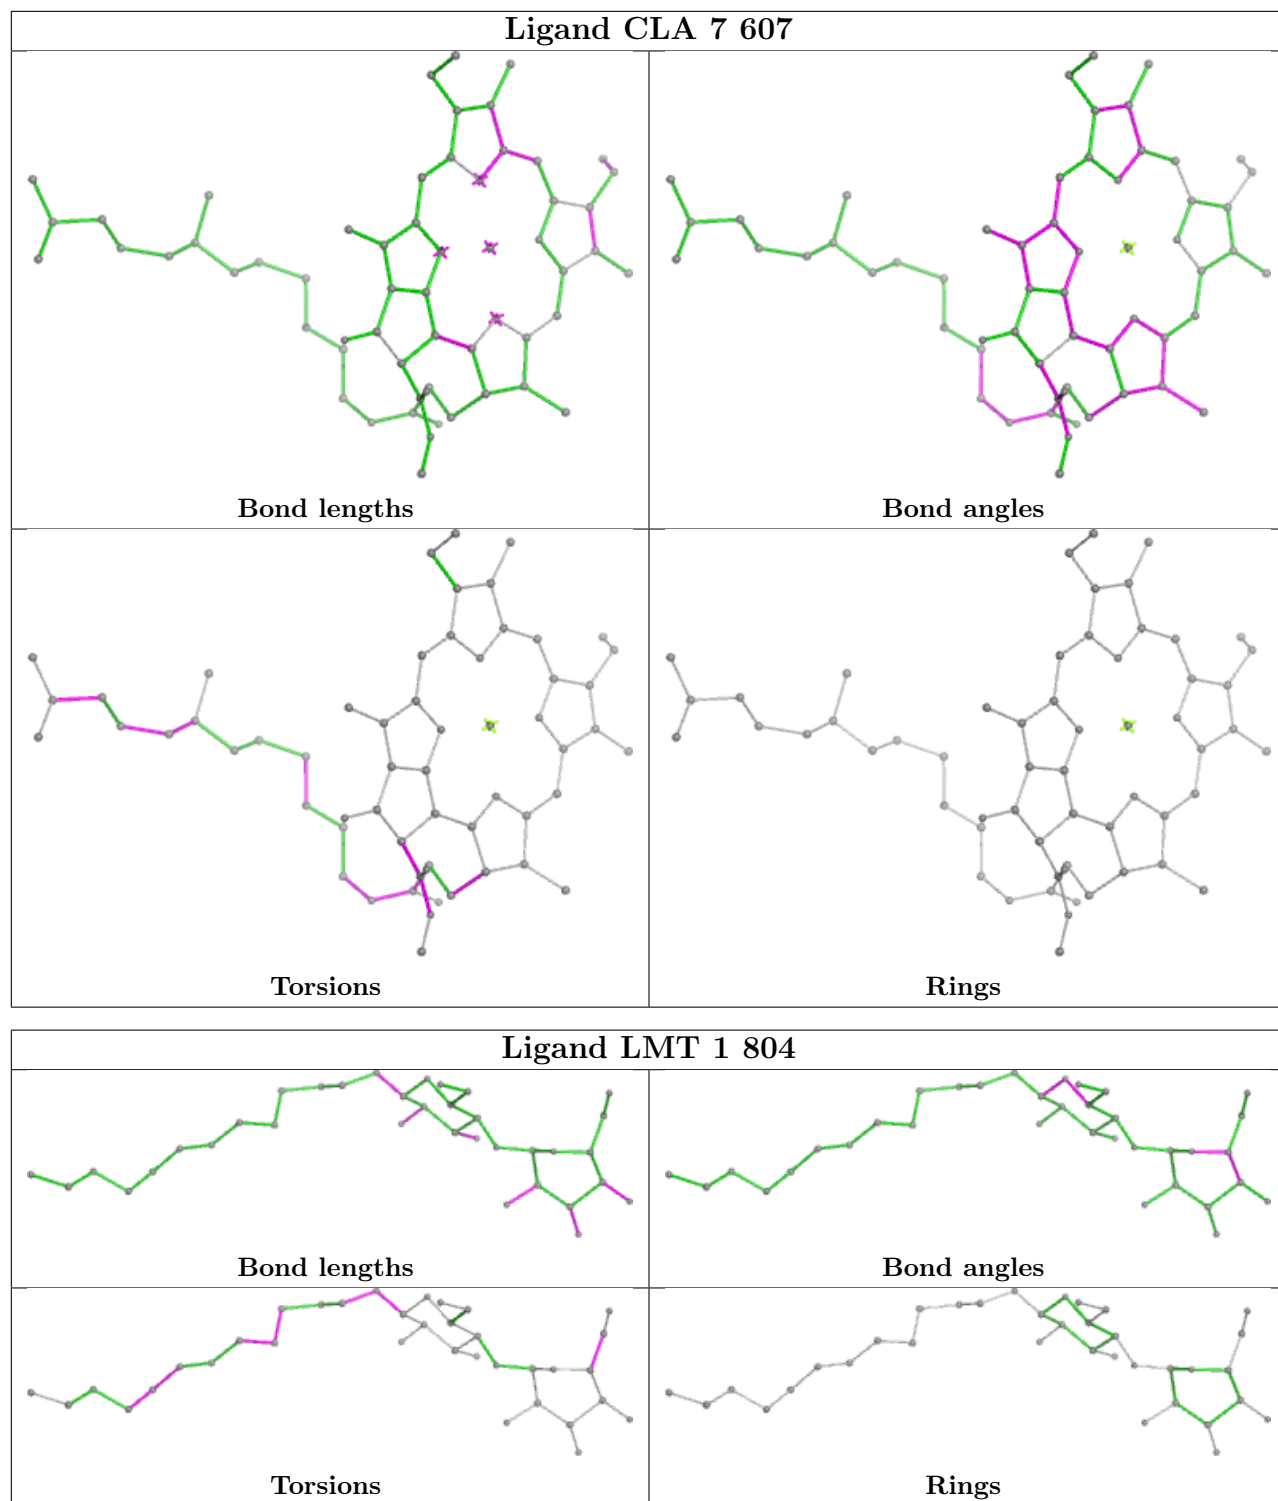 Ligand CLA 7 607
Bond lengths
Bond angles
Torsions
Rings
Ligand LMT 1 804
Bond lengths
Bond angles
Torsions
Rings